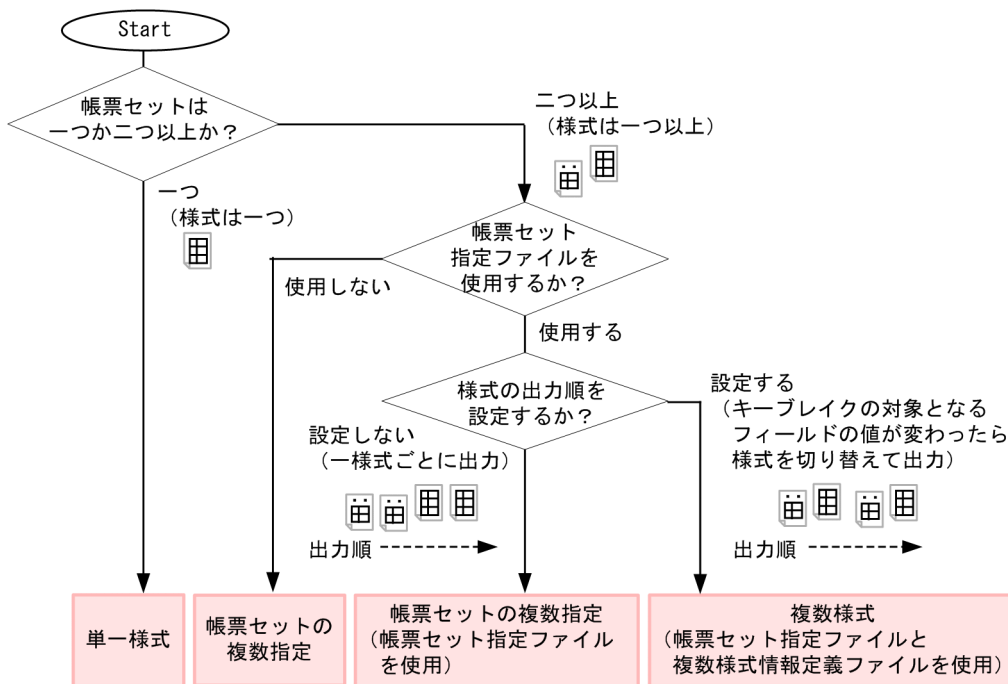 Start
帳票セットは
一つか二つ以上か？
二つ以上
（様式は一つ以上）
一つ
（様式は一つ）
帳票セット
指定ファイルを
使用するか？
使用しない
使用する
様式の出力順を
設定するか？
設定する
（キーブレイクの対象となる
フィールドの値が変わったら
様式を切り替えて出力）
設定しない
（一様式ごとに出力）
出力順
出力順
単一様式
帳票セットの
複数指定
帳票セットの複数指定
（帳票セット指定ファイル
を使用）
複数様式
（帳票セット指定ファイルと
複数様式情報定義ファイルを使用）